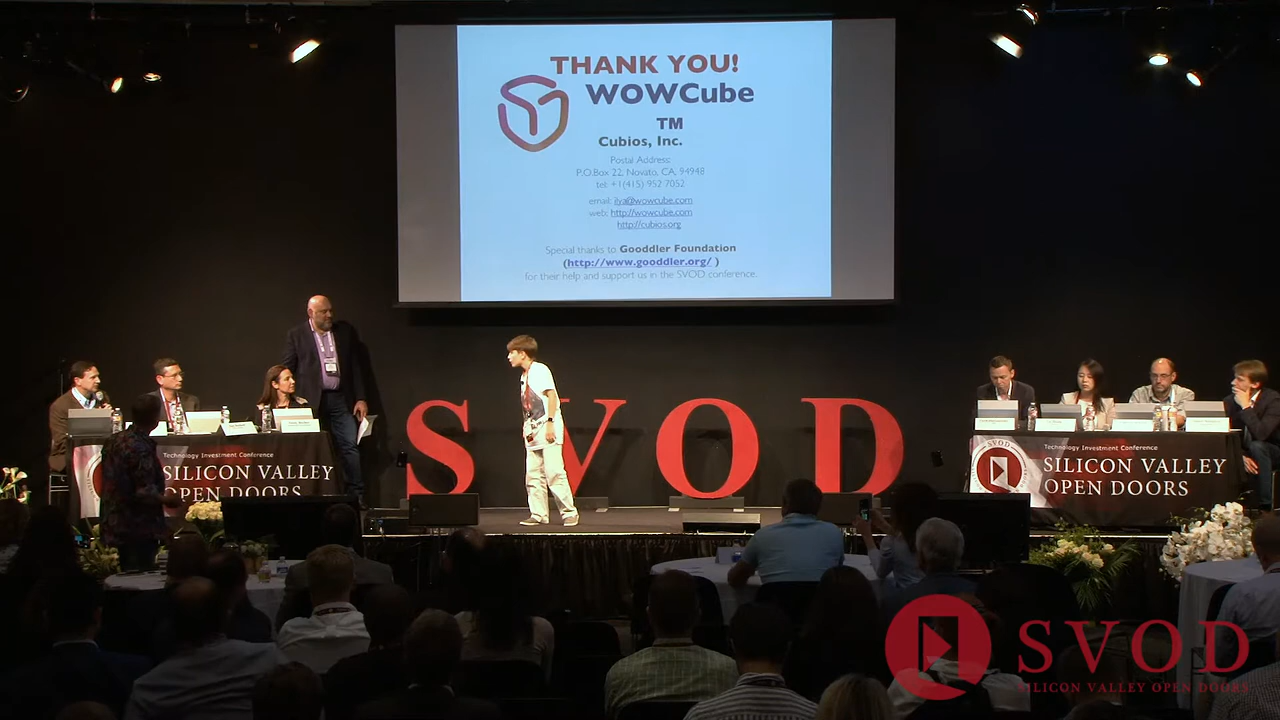 THANK YOU!
WOWCube
TM
Cubios, Inc.
Postal Address:
P.O.Box 22, Novato, CA, 94948
tel: +1(415) 952 7052
email: ilya@wowcube.com
web: http://wowcube.com
http://cubios.org
Special thanks to Gooddler Foundation
(http://www.gooddler.org/ )
for their help and support us in the SVOD conference.
SVOD
Technology Investment Conference
SILICON VALLEY
OPEN DOORS
Technology Investment Conference
SILICON VALLEY
OPEN DOORS
SVOD
SILICON VALLEY OPEN DOORS